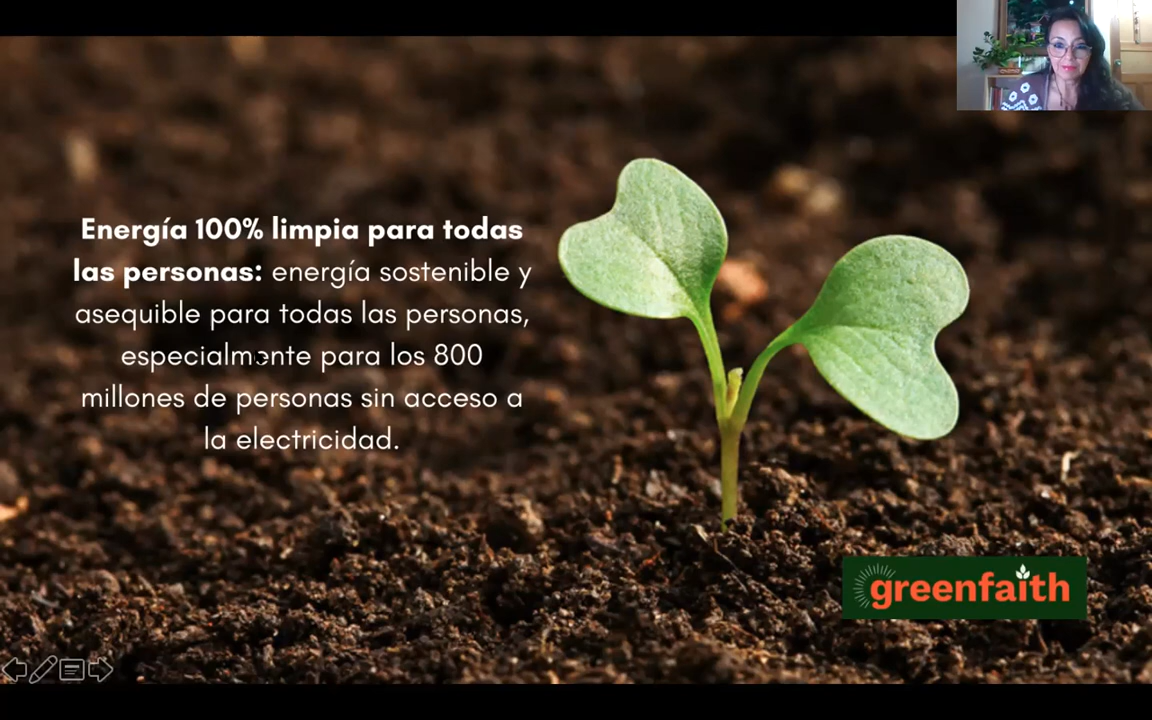 Energía 100% limpia para todas
las personas: energía sostenible y
asequible para todas las personas,
especialmente para los 800
millones de personas sin acceso a
la electricidad.
greenfaith